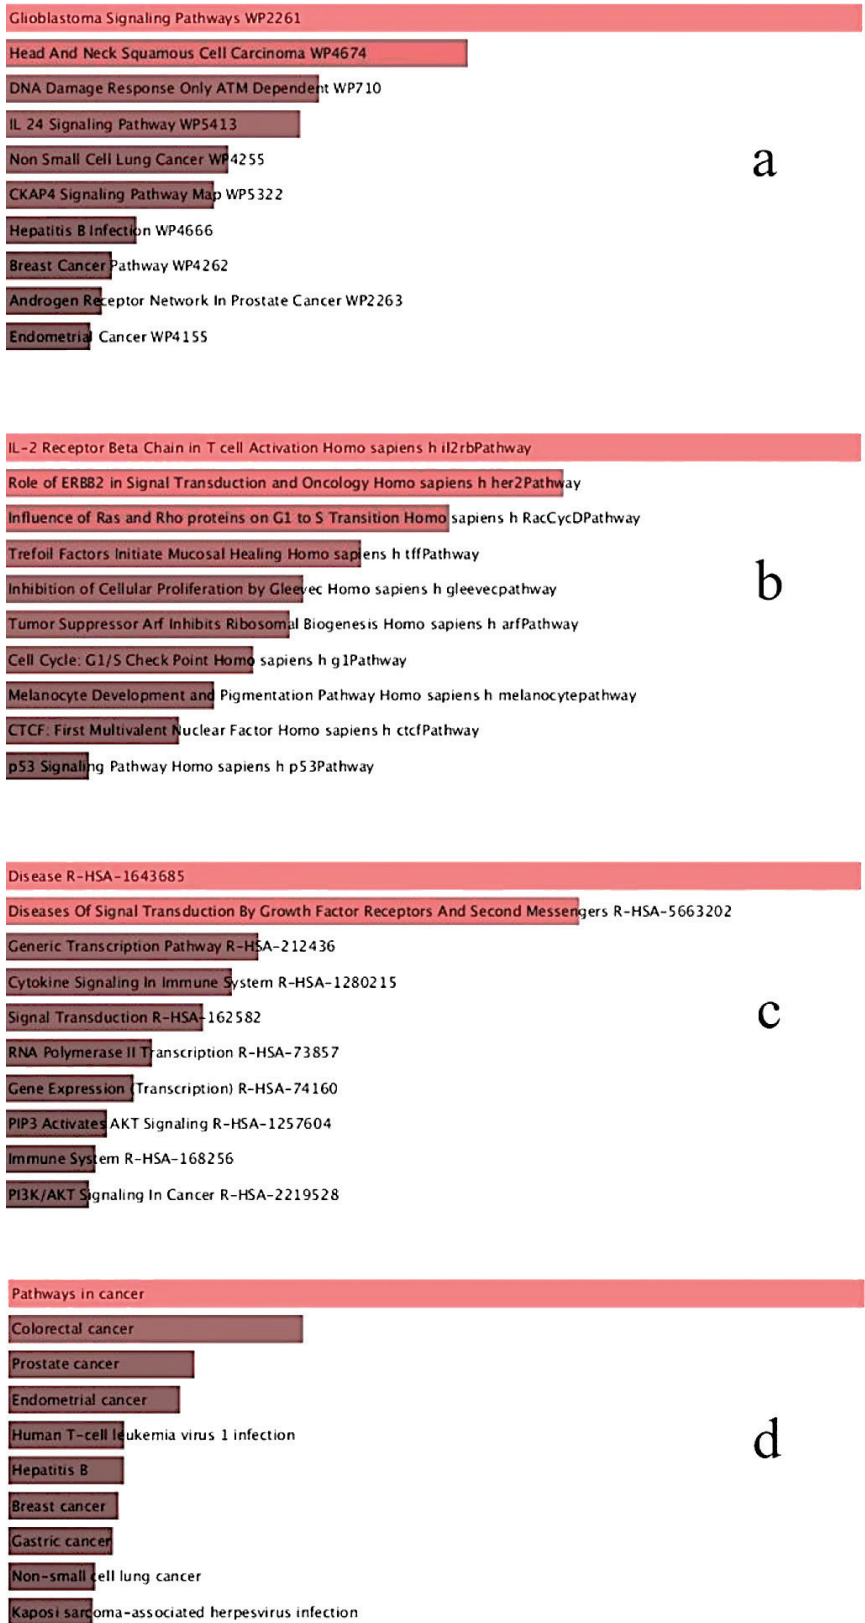 Glioblastoma Signaling Pathways WP2261
Head And Neck Squamous Cell Carcinoma WP4674
DNA Damage Response Only ATM Dependent WP710
IL 24 Signaling Pathway WP5413
Non Small Cell Lung Cancer WP4255
CKAP4 Signaling Pathway Map WP5322
Hepatitis B Infection WP4666
Breast Cancer Pathway WP4262
Androgen Receptor Network In Prostate Cancer WP2263
Endometrial Cancer WP4155
a
IL-2 Receptor Beta Chain in T cell Activation Homo sapiens h il2rbPathway
Role of ERBB2 in Signal Transduction and Oncology Homo sapiens h her2Pathway
Influence of Ras and Rho proteins on G1 to S Transition Homo sapiens h RacCycDPathway
Trefoil Factors Initiate Mucosal Healing Homo sapiens h tffPathway
Inhibition of Cellular Proliferation by Gleevec Homo sapiens h gleevecpathway
Tumor Suppressor Arf Inhibits Ribosomal Biogenesis Homo sapiens h arfPathway
Cell Cycle: G1/S Check Point Homo sapiens h g1Pathway
Melanocyte Development and Pigmentation Pathway Homo sapiens h melanocytepathway
CTCF: First Multivalent Nuclear Factor Homo sapiens h ctcfPathway
p53 Signaling Pathway Homo sapiens h p53Pathway
b
Disease R-HSA-1643685
Diseases Of Signal Transduction By Growth Factor Receptors And Second Messengers R-HSA-5663202
Generic Transcription Pathway R-HSA-212436
Cytokine Signaling In Immune System R-HSA-1280215
Signal Transduction R-HSA-162582
RNA Polymerase II Transcription R-HSA-73857
Gene Expression (Transcription) R-HSA-74160
PIP3 Activates AKT Signaling R-HSA-1257604
Immune System R-HSA-168256
PI3K/AKT Signaling In Cancer R-HSA-2219528
c
Pathways in cancer
Colorectal cancer
Prostate cancer
Endometrial cancer
Human T-cell leukemia virus 1 infection
Hepatitis B
Breast cancer
Gastric cancer
Non-small cell lung cancer
Kaposi sarcoma-associated herpesvirus infection
d